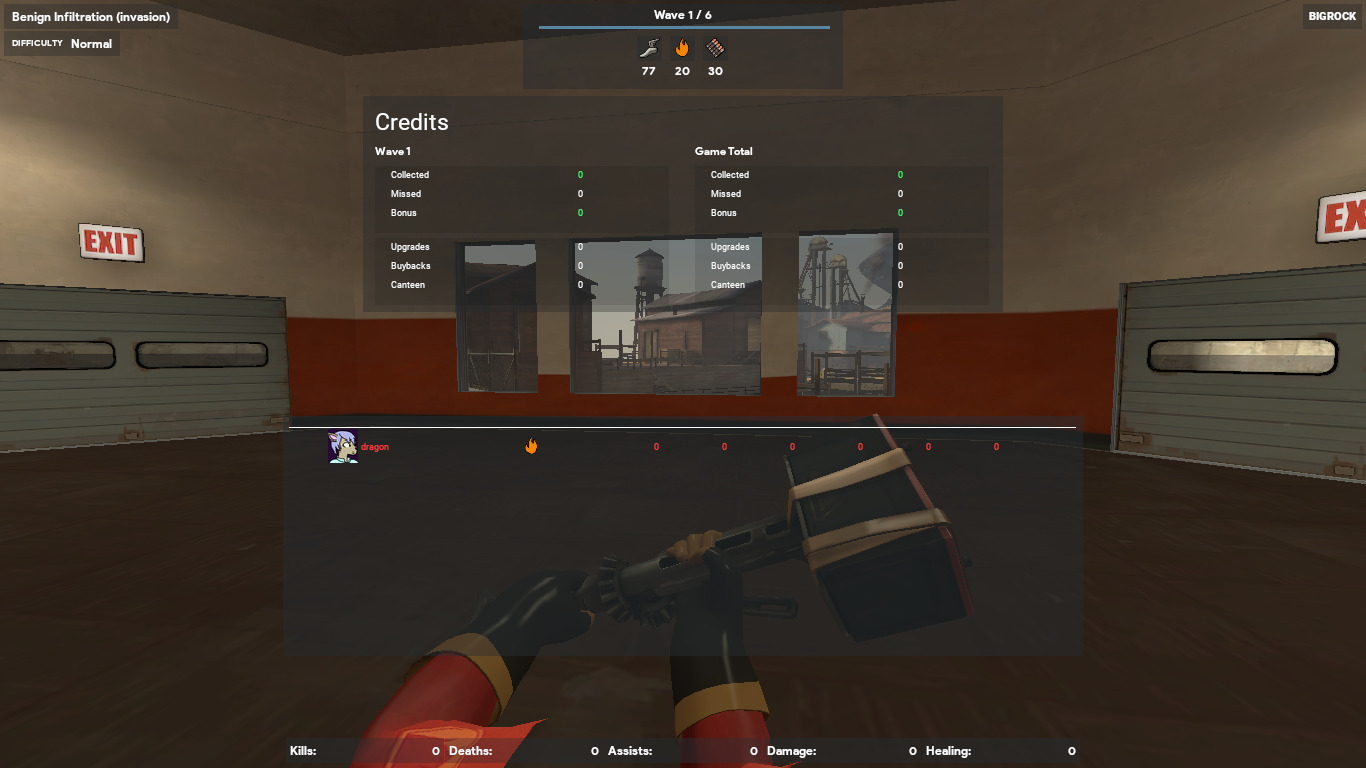 Benign Infiltration (invasion)
DIFFICULTY Normal
Wave 1 / 6
77 20 30
BIGROCK
Credits
Wave 1
Collected 0
Missed 0
Bonus 0
Upgrades 0
Buybacks 0
Canteen 0
Game Total
Collected 0
Missed 0
Bonus 0
Upgrades 0
Buybacks 0
Canteen 0
EXIT
EX
dragon 0 0 0 0 0 0
Kills: 0 Deaths: 0 Assists: 0 Damage: 0 Healing: 0